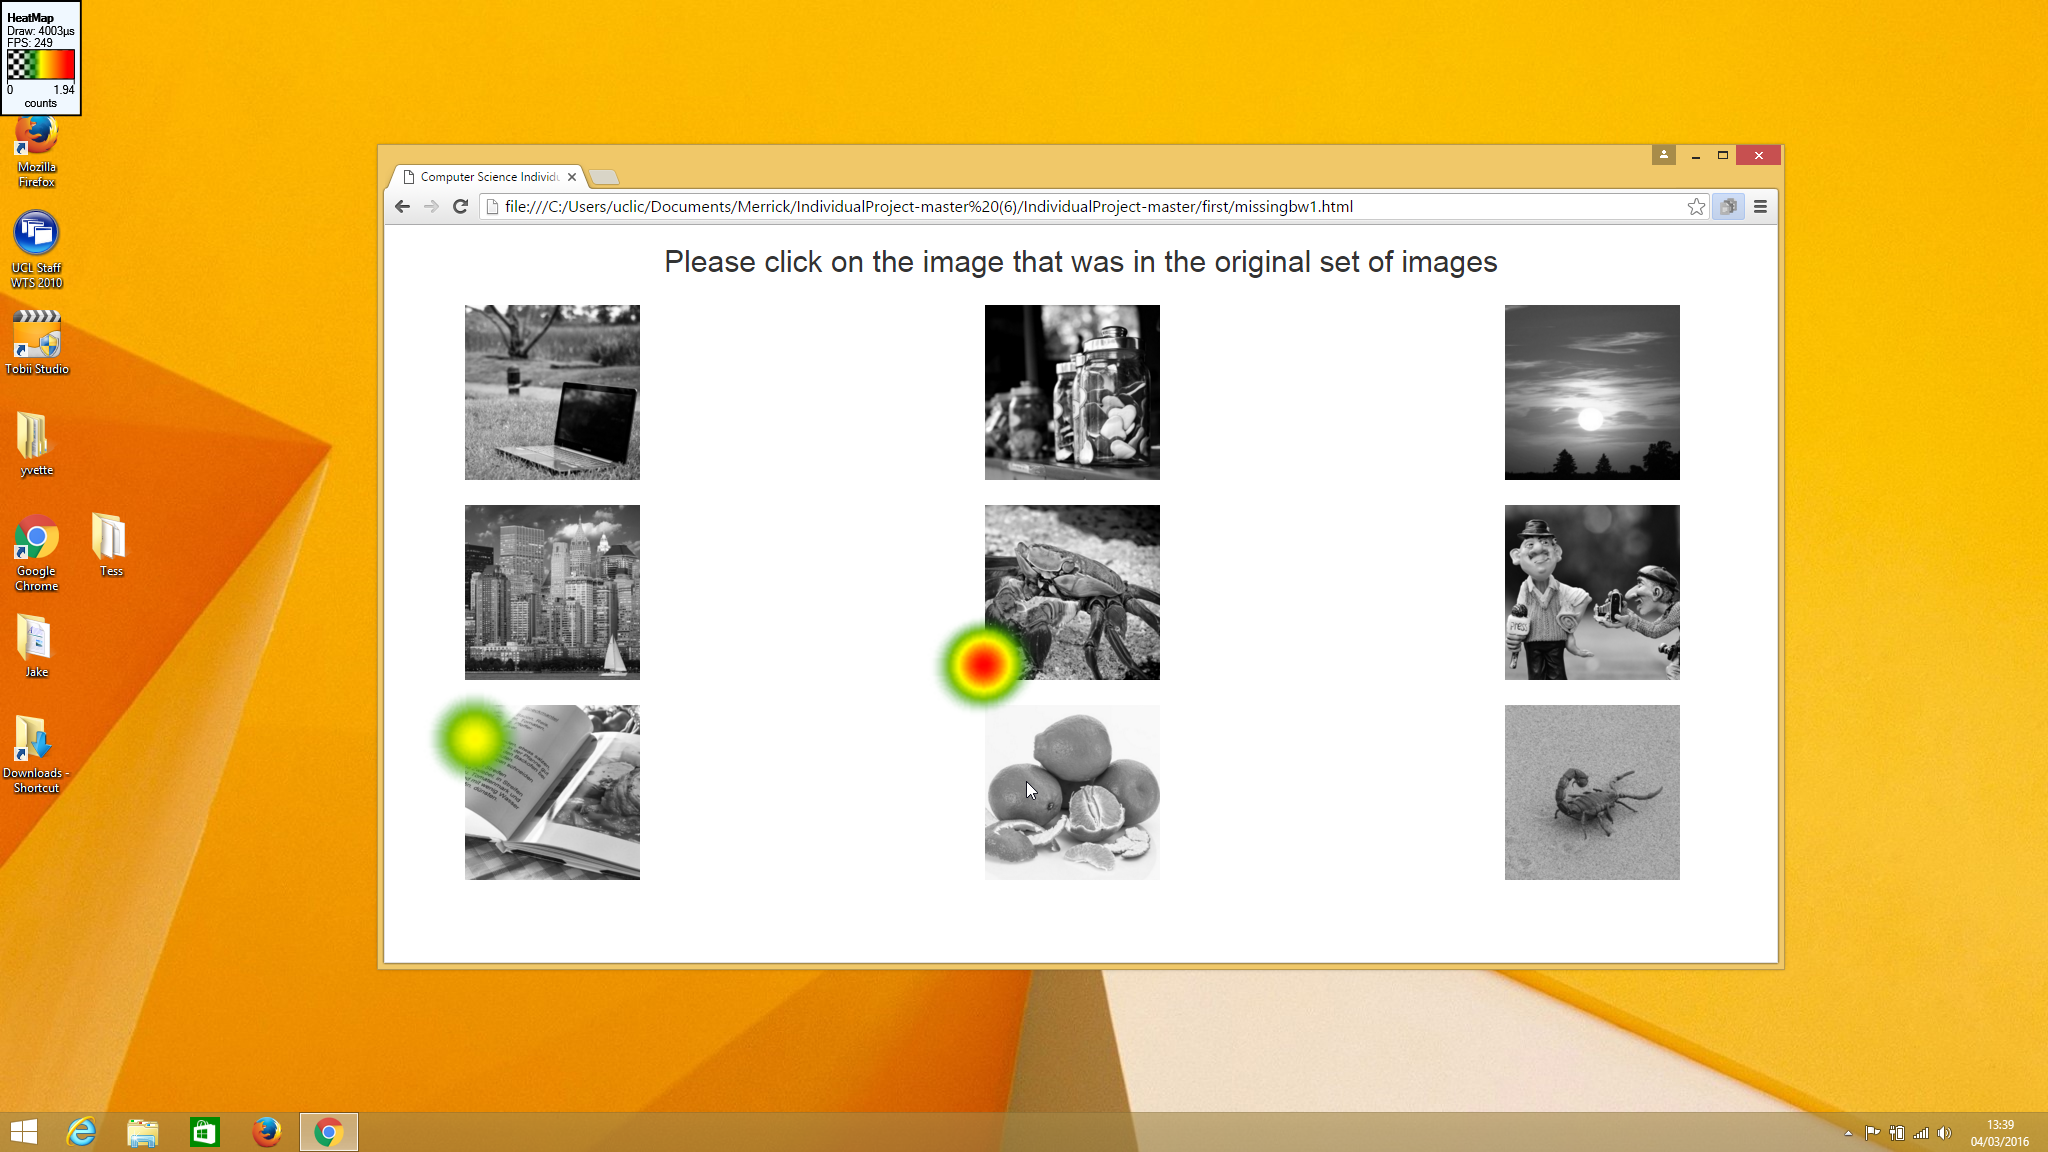 HeatMap
Draw: 4003µs
FPS: 249
0 1.94
counts
Mozilla
Firefox
UCL Staff
WTS 2010
Tobii Studio
yvette
Google
Chrome
Tess
Jake
Downloads -
Shortcut
Computer Science Individu
file:///C:/Users/uclic/Documents/Merrick/IndividualProject-master%20(6)/IndividualProject-master/first/missingbw1.html
Please click on the image that was in the original set of images
PRESS
13:39
04/03/2016